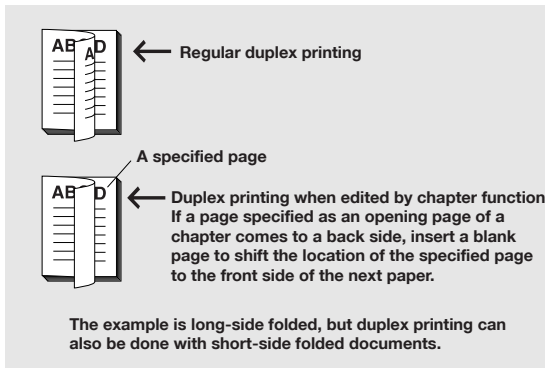 ABCD
A
Regular duplex printing
A specified page
ABCD
Duplex printing when edited by chapter function
If a page specified as an opening page of a
chapter comes to a back side, insert a blank
page to shift the location of the specified page
to the front side of the next paper.
The example is long-side folded, but duplex printing can
also be done with short-side folded documents.